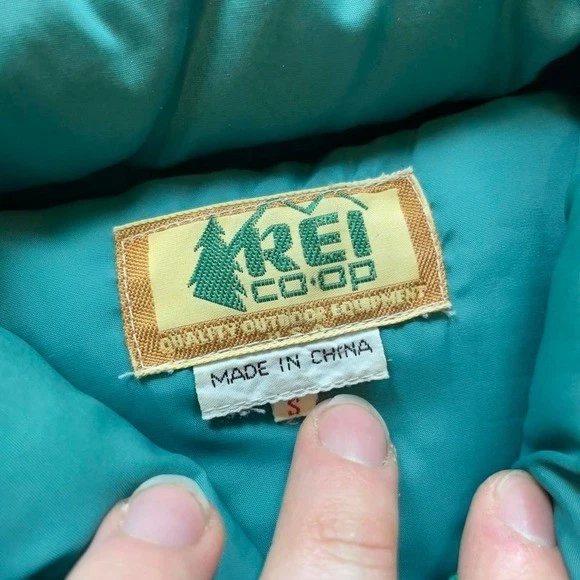 REI
co·op
QUALITY OUTDOOR EQUIPMENT
MADE IN CHINA
S